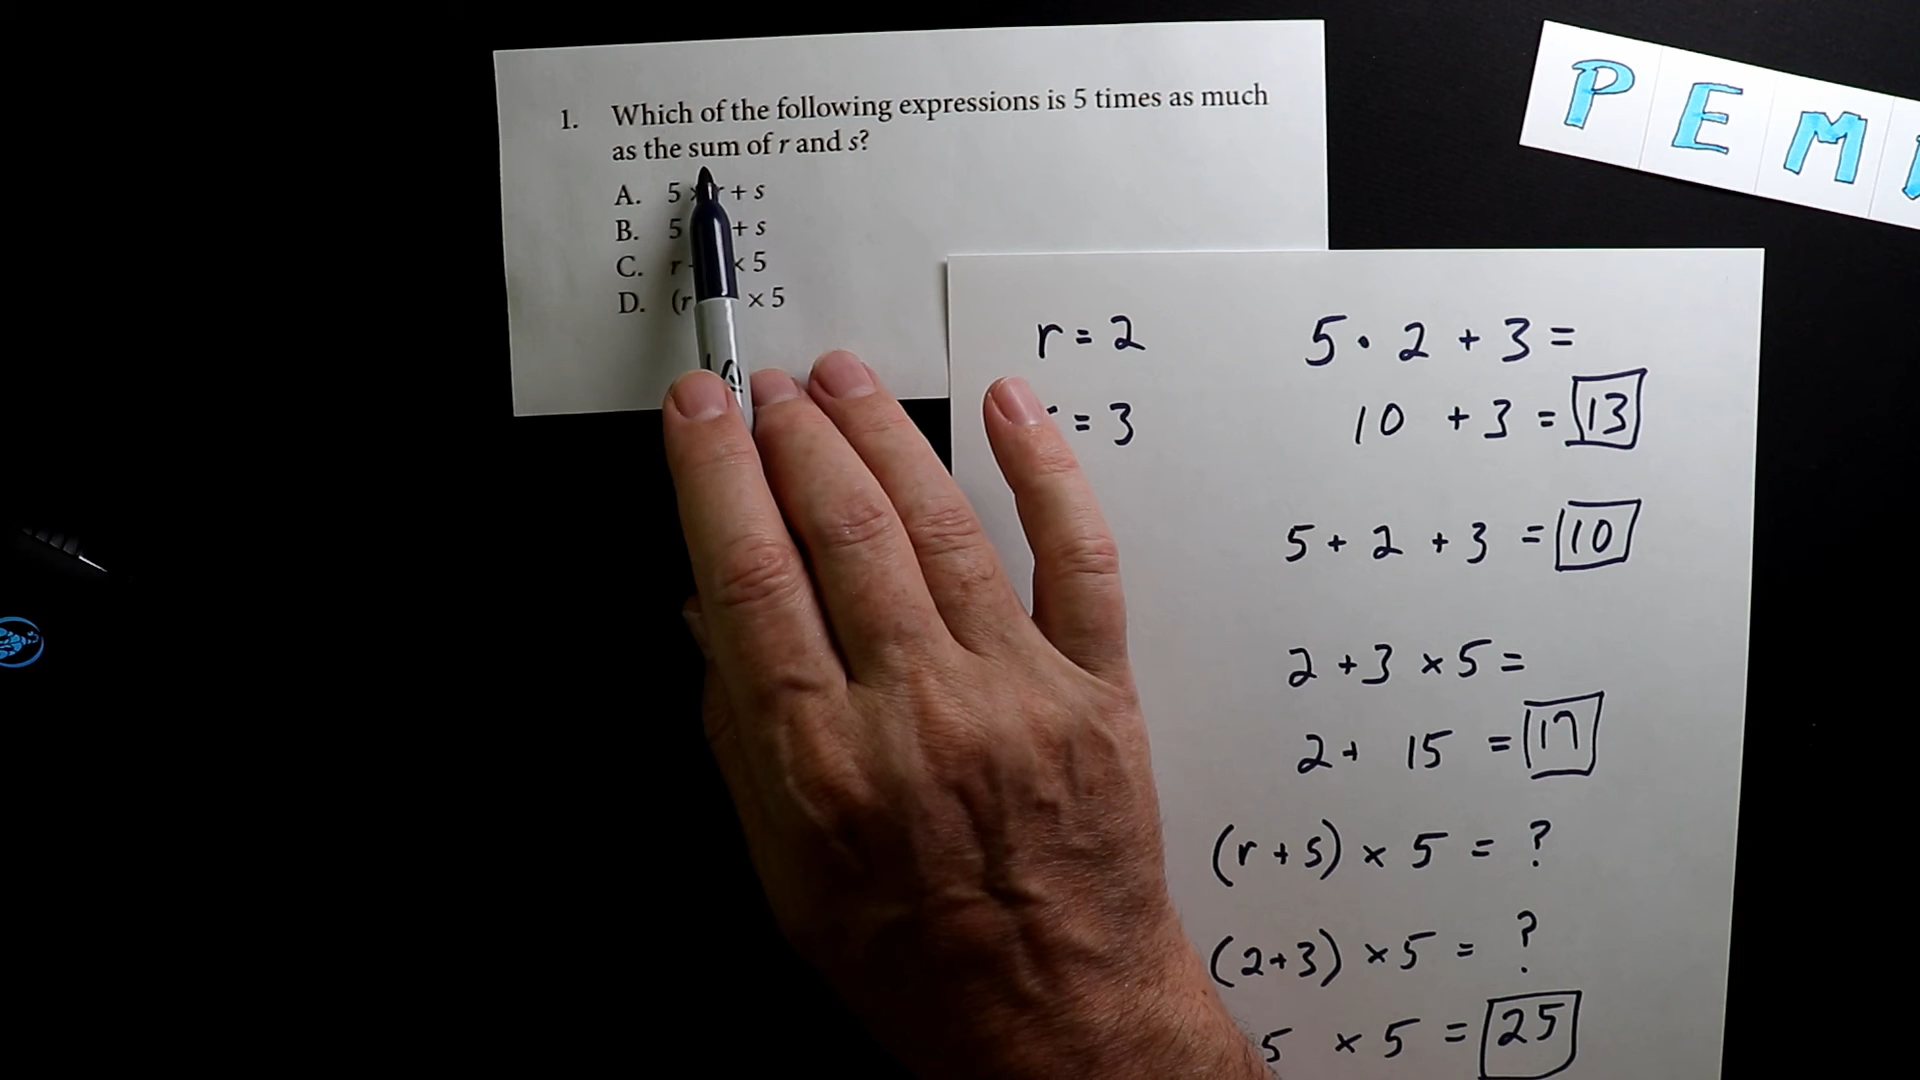 1. Which of the following expressions is 5 times as much
as the sum of r and s?
A. 5 × r + s
B. 5 + s
C. r × 5
D. (r × 5
P E M
r = 2
= 3
5 · 2 + 3 =
10 + 3 = 13
5 + 2 + 3 = 10
2 + 3 × 5 =
2 + 15 = 17
(r + s) × 5 = ?
(2+3) × 5 = ?
5 × 5 = 25